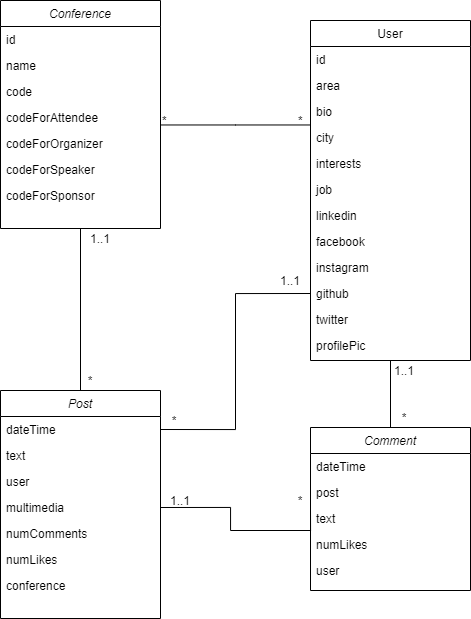 Conference
id
name
code
codeForAttendee
codeForOrganizer
codeForSpeaker
codeForSponsor
*
*
User
id
area
bio
city
interests
job
linkedin
facebook
instagram
github
twitter
profilePic
1..1
*
1..1
*
1..1
*
Post
dateTime
text
user
multimedia
numComments
numLikes
conference
1..1
*
Comment
dateTime
post
text
numLikes
user